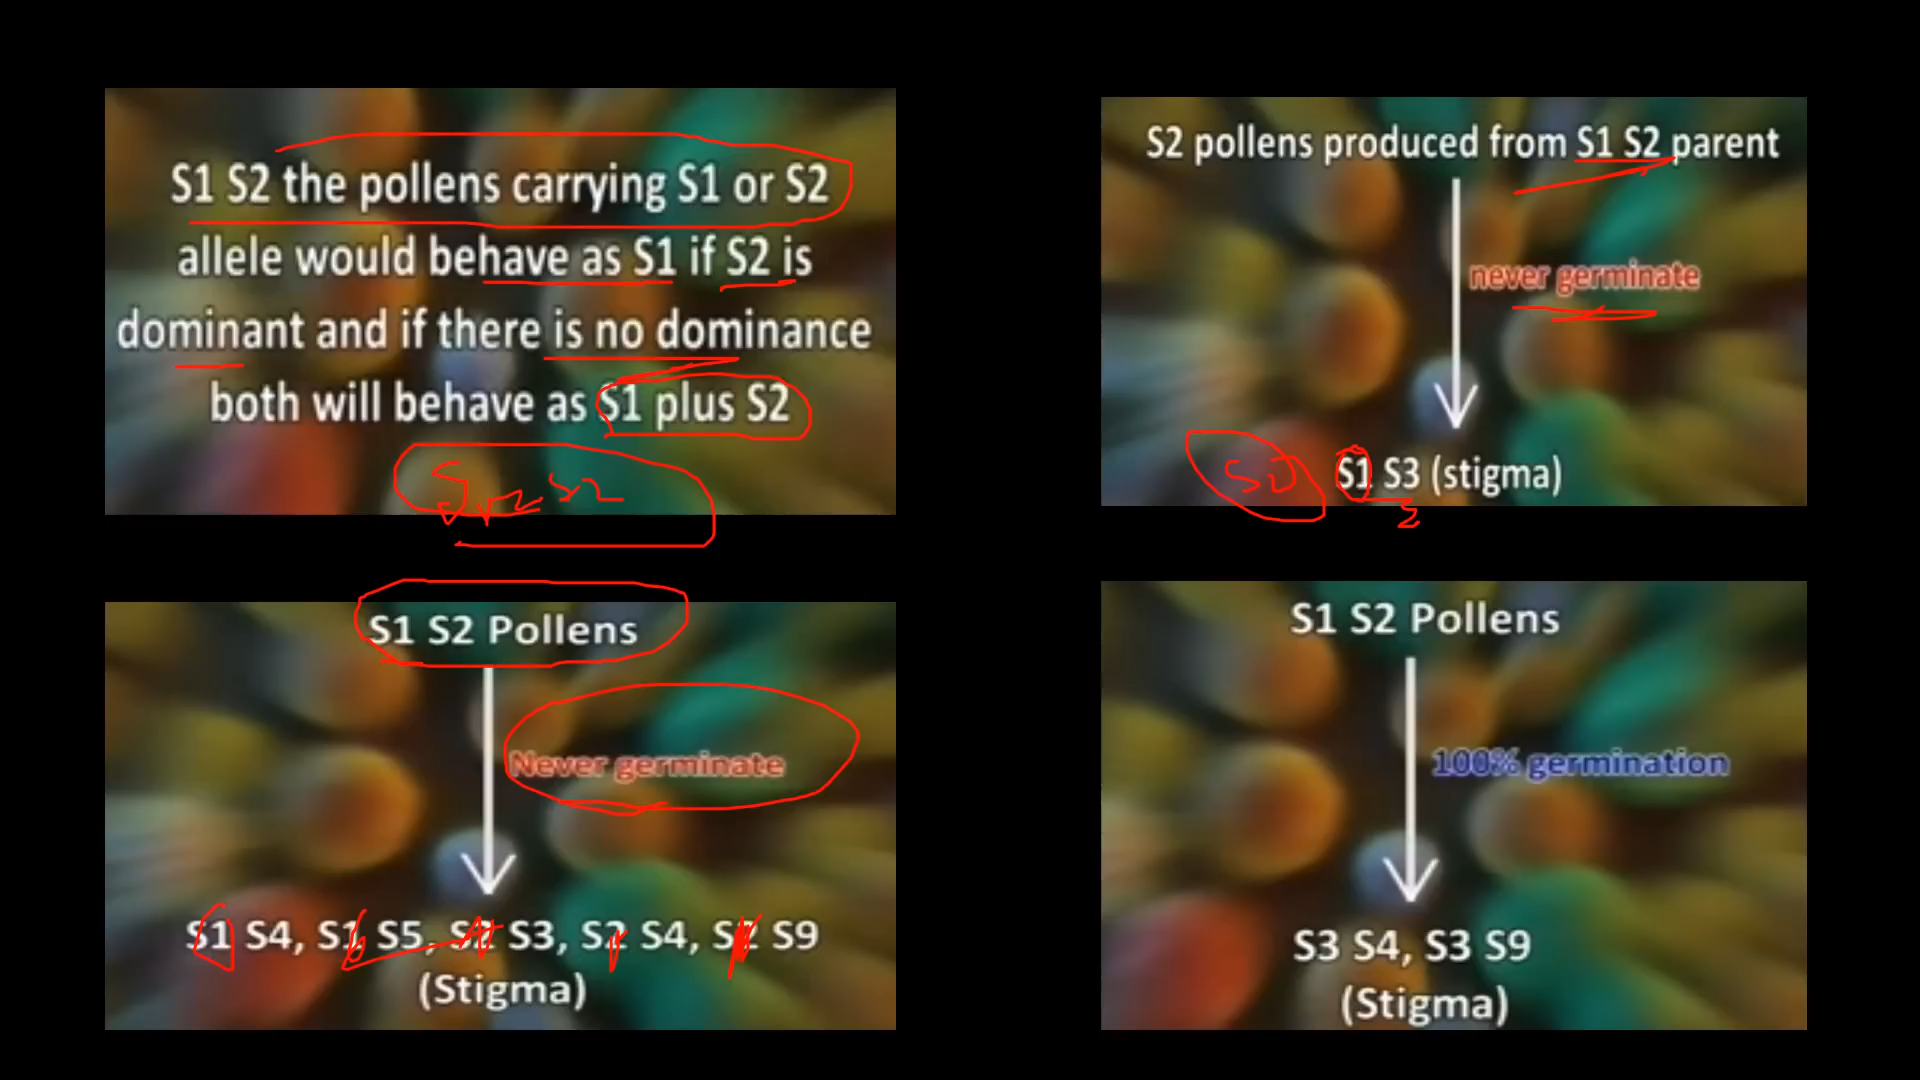 S1 S2 the pollens carrying S1 or S2
allele would behave as S1 if S2 is
dominant and if there is no dominance
both will behave as S1 plus S2
S2 pollens produced from S1 S2 parent
never germinate
S1 S3 (stigma)
S1 S2 Pollens
Never germinate
S1 S4, S1 S5, S2 S3, S2 S4, S2 S9
(Stigma)
S1 S2 Pollens
100% germination
S3 S4, S3 S9
(Stigma)